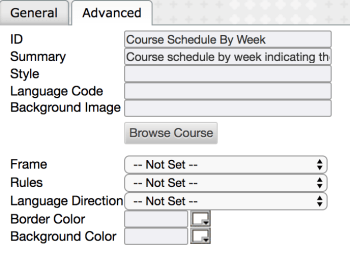 General Advanced
ID Course Schedule By Week
Summary Course schedule by week indicating th
Style
Language Code
Background Image
Browse Course
Frame -- Not Set --
Rules -- Not Set --
Language Direction -- Not Set --
Border Color
Background Color